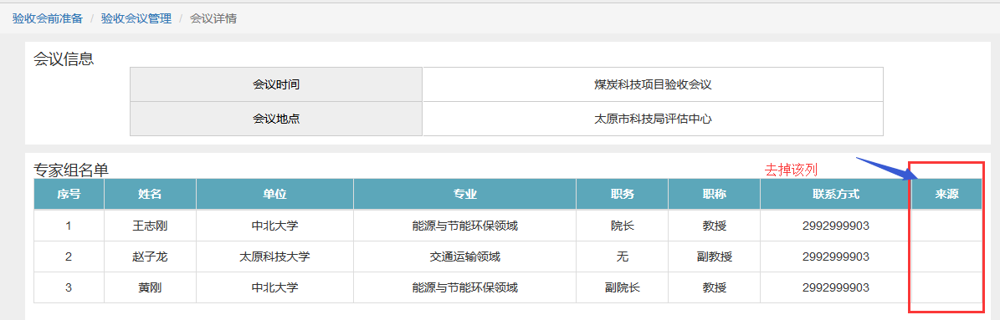 验收会前准备 / 验收会议管理 / 会议详情
会议信息
会议时间 煤炭科技项目验收会议
会议地点 太原市科技局评估中心
专家组名单 去掉该列
序号 姓名 单位 专业 职务 职称 联系方式 来源
1 王志刚 中北大学 能源与节能环保领域 院长 教授 2992999903
2 赵子龙 太原科技大学 交通运输领域 无 副教授 2992999903
3 黄刚 中北大学 能源与节能环保领域 副院长 教授 2992999903